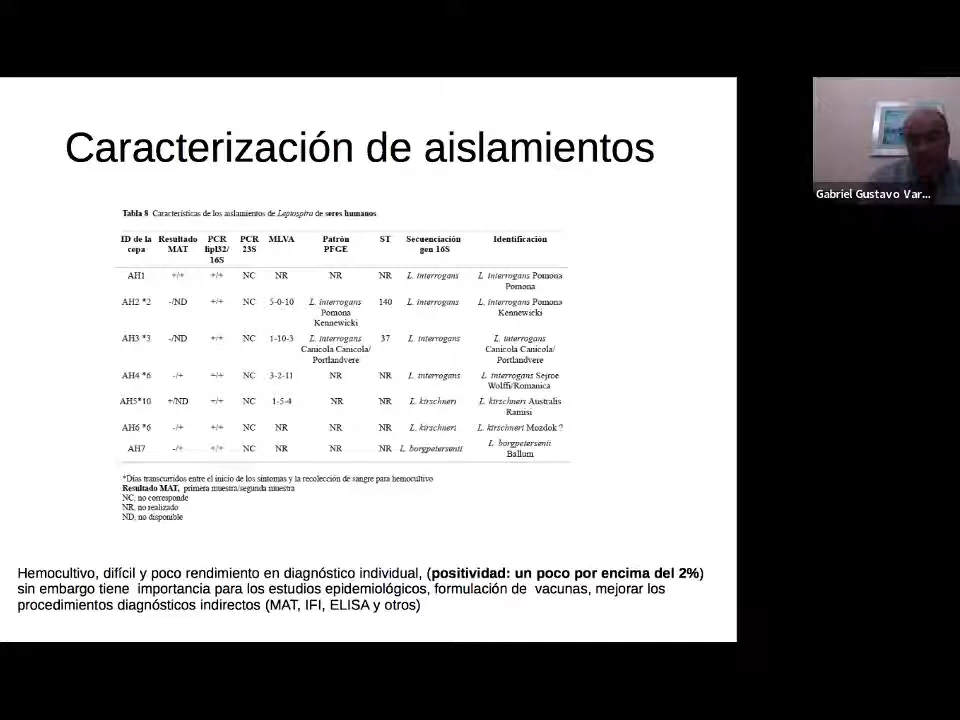 Caracterización de aislamientos
Gabriel Gustavo Var...
Tabla 8 Características de los aislamientos de Leptospira de seres humanos
ID de la cepa Resultado MAT PCR lipl32/ 16S PCR 23S MLVA Patrón PFGE ST Secuenciación gen 16S Identificación
AH1 +/+ +/+ NC NR NR NR L. interrogans L. interrogans Pomona Pomona
AH2 *2 -/ND +/+ NC 5-0-10 L. interrogans Pomona Kennewicki 140 L. interrogans L. interrogans Pomona Kennewicki
AH3 *3 -/ND +/+ NC 1-10-3 L. interrogans Canicola Canicola/ Portlandvere 37 L. interrogans L. interrogans Canicola Canicola/ Portlandvere
AH4 *6 -/+ +/+ NC 3-2-11 NR NR L. interrogans L. interrogans Sejroe Wolffi/Romanica
AH5*10 +/ND +/+ NC 1-5-4 NR NR L. kirschneri L. kirschneri Australis Ramisi
AH6 *6 -/+ +/+ NC NR NR NR L. kirschneri L. kirschneri Mozdok ?
AH7 -/+ +/+ NC NR NR NR L. borgpetersenii L. borgpetersenii Ballum
*Días transcurridos entre el inicio de los síntomas y la recolección de sangre para hemocultivo
Resultado MAT, primera muestra/segunda muestra
NC, no corresponde
NR, no realizado
ND, no disponible
Hemocultivo, difícil y poco rendimiento en diagnóstico individual, (positividad: un poco por encima del 2%)
sin embargo tiene importancia para los estudios epidemiológicos, formulación de vacunas, mejorar los
procedimientos diagnósticos indirectos (MAT, IFI, ELISA y otros)